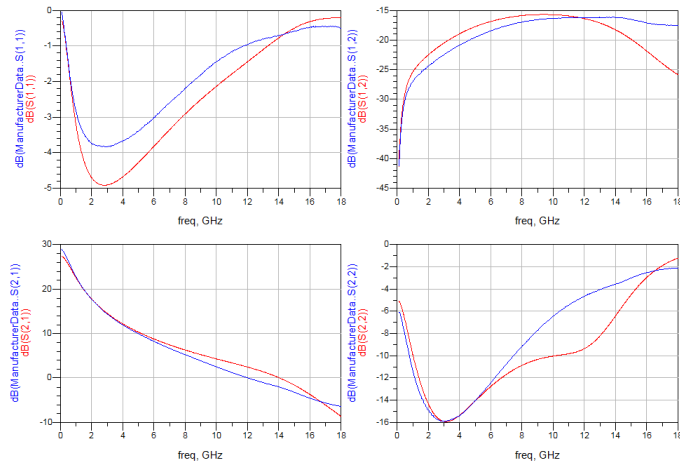 dB(ManufacturerData..S(1,1))
dB(S(1,1))
0
-1
-2
-3
-4
-5
0 2 4 6 8 10 12 14 16 18
freq, GHz
dB(ManufacturerData..S(1,2))
dB(S(1,2))
-15
-20
-25
-30
-35
-40
-45
0 2 4 6 8 10 12 14 16 18
freq, GHz
dB(ManufacturerData..S(2,1))
dB(S(2,1))
30
20
10
0
-10
0 2 4 6 8 10 12 14 16 18
freq, GHz
dB(ManufacturerData..S(2,2))
dB(S(2,2))
0
-2
-4
-6
-8
-10
-12
-14
-16
0 2 4 6 8 10 12 14 16 18
freq, GHz